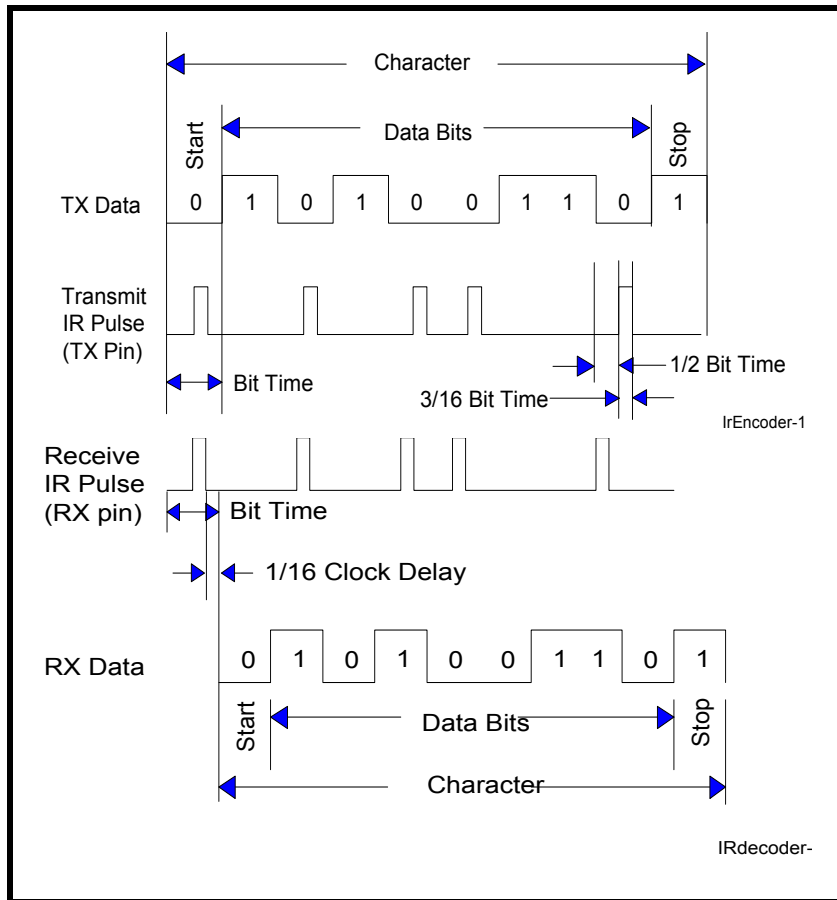 Character
Start
Data Bits
Stop
TX Data
0 1 0 1 0 0 1 1 0 1
Transmit
IR Pulse
(TX Pin)
Bit Time
1/2 Bit Time
3/16 Bit Time
IrEncoder-1
Receive
IR Pulse
(RX pin)
Bit Time
1/16 Clock Delay
RX Data
0 1 0 1 0 0 1 1 0 1
Start
Data Bits
Stop
Character
IRdecoder-